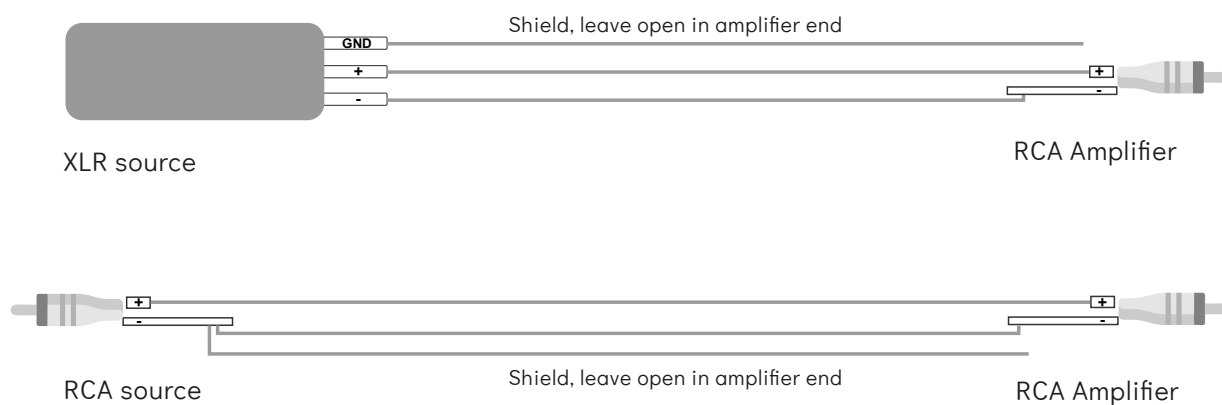 Shield, leave open in amplifier end
GND
+
+
-
-
XLR source
RCA Amplifier
+
+
-
-
Shield, leave open in amplifier end
RCA source
RCA Amplifier